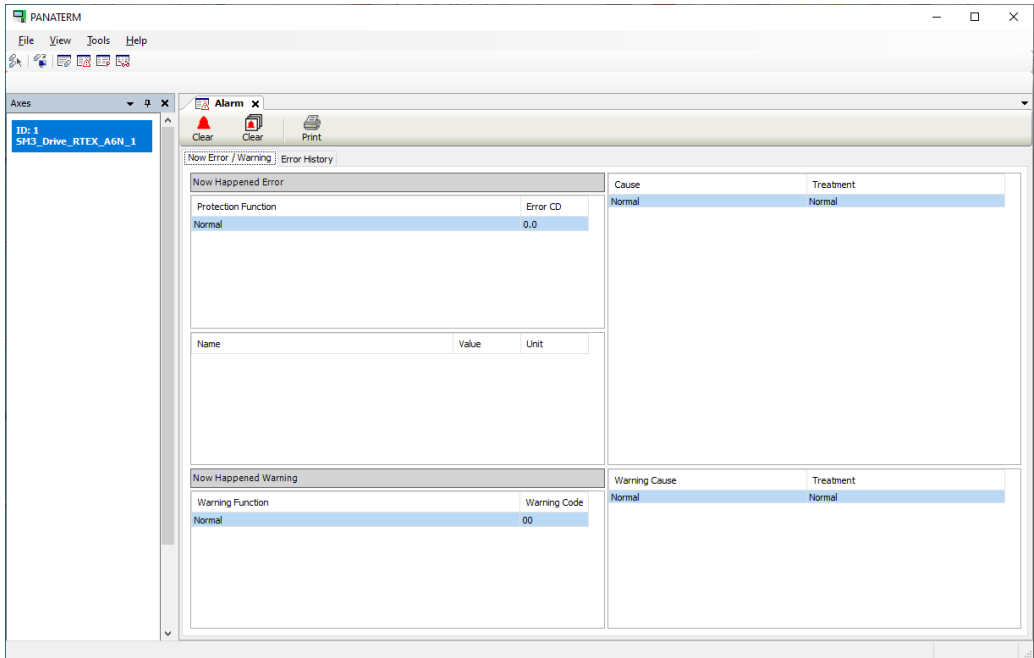 PANATERM
File View Tools Help
Axes
ID: 1
SM3_Drive_RTEX_A6N_1
Alarm
Clear Clear Print
Now Error / Warning Error History
Now Happened Error
Protection Function Error CD
Normal 0.0
Name Value Unit
Cause Treatment
Normal Normal
Now Happened Warning
Warning Function Warning Code
Normal 00
Warning Cause Treatment
Normal Normal